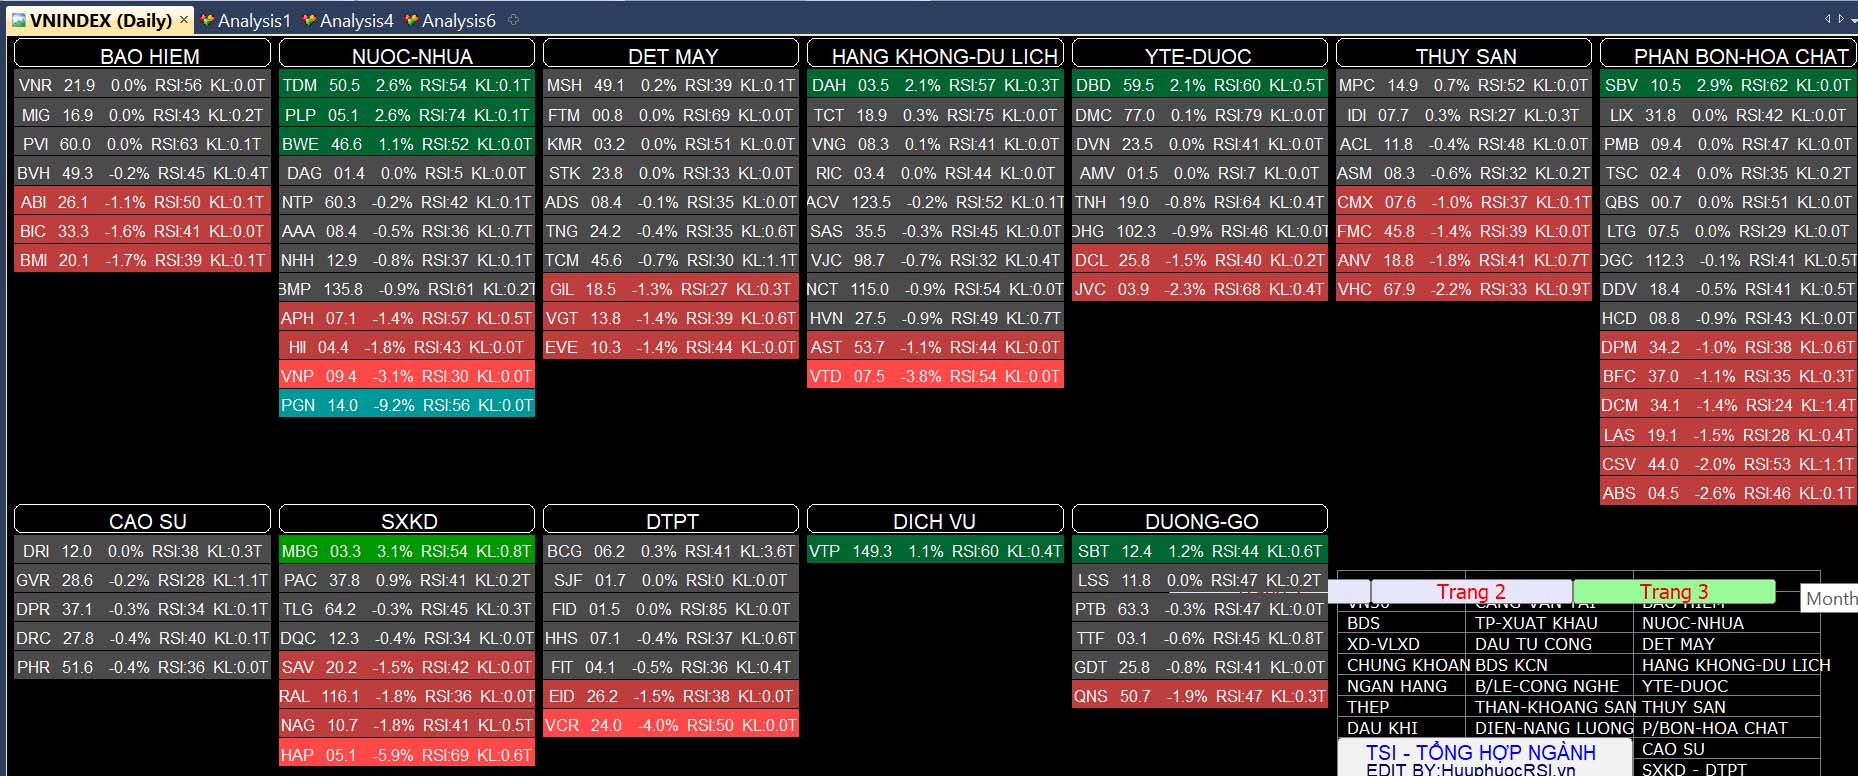 VNINDEX (Daily) × Analysis1 Analysis4 Analysis6
BAO HIEM
VNR 21.9 0.0% RSI:56 KL:0.0T
MIG 16.9 0.0% RSI:43 KL:0.2T
PVI 60.0 0.0% RSI:63 KL:0.1T
BVH 49.3 -0.2% RSI:45 KL:0.4T
ABI 26.1 -1.1% RSI:50 KL:0.1T
BIC 33.3 -1.6% RSI:41 KL:0.0T
BMI 20.1 -1.7% RSI:39 KL:0.1T
NUOC-NHUA
TDM 50.5 2.6% RSI:54 KL:0.1T
PLP 05.1 2.6% RSI:74 KL:0.1T
BWE 46.6 1.1% RSI:52 KL:0.0T
DAG 01.4 0.0% RSI:5 KL:0.0T
NTP 60.3 -0.2% RSI:42 KL:0.1T
AAA 08.4 -0.5% RSI:36 KL:0.7T
NHH 12.9 -0.8% RSI:37 KL:0.1T
BMP 135.8 -0.9% RSI:61 KL:0.2T
APH 07.1 -1.4% RSI:57 KL:0.5T
HII 04.4 -1.8% RSI:43 KL:0.0T
VNP 09.4 -3.1% RSI:30 KL:0.0T
PGN 14.0 -9.2% RSI:56 KL:0.0T
DET MAY
MSH 49.1 0.2% RSI:39 KL:0.1T
FTM 00.8 0.0% RSI:69 KL:0.0T
KMR 03.2 0.0% RSI:51 KL:0.0T
STK 23.8 0.0% RSI:33 KL:0.0T
ADS 08.4 -0.1% RSI:35 KL:0.0T
TNG 24.2 -0.4% RSI:35 KL:0.6T
TCM 45.6 -0.7% RSI:30 KL:1.1T
GIL 18.5 -1.3% RSI:27 KL:0.3T
VGT 13.8 -1.4% RSI:39 KL:0.6T
EVE 10.3 -1.4% RSI:44 KL:0.0T
HANG KHONG-DU LICH
DAH 03.5 2.1% RSI:57 KL:0.3T
TCT 18.9 0.3% RSI:75 KL:0.0T
VNG 08.3 0.1% RSI:41 KL:0.0T
RIC 03.4 0.0% RSI:44 KL:0.0T
ACV 123.5 -0.2% RSI:52 KL:0.1T
SAS 35.5 -0.3% RSI:45 KL:0.0T
VJC 98.7 -0.7% RSI:32 KL:0.4T
NCT 115.0 -0.9% RSI:54 KL:0.0T
HVN 27.5 -0.9% RSI:49 KL:0.7T
AST 53.7 -1.1% RSI:44 KL:0.0T
VTD 07.5 -3.8% RSI:54 KL:0.0T
YTE-DUOC
DBD 59.5 2.1% RSI:60 KL:0.5T
DMC 77.0 0.1% RSI:79 KL:0.0T
DVN 23.5 0.0% RSI:41 KL:0.0T
AMV 01.5 0.0% RSI:7 KL:0.0T
TNH 19.0 -0.8% RSI:64 KL:0.4T
DHG 102.3 -0.9% RSI:46 KL:0.0T
DCL 25.8 -1.5% RSI:40 KL:0.2T
JVC 03.9 -2.3% RSI:68 KL:0.4T
THUY SAN
MPC 14.9 0.7% RSI:52 KL:0.0T
IDI 07.7 0.3% RSI:27 KL:0.3T
ACL 11.8 -0.4% RSI:48 KL:0.0T
ASM 08.3 -0.6% RSI:32 KL:0.2T
CMX 07.6 -1.0% RSI:37 KL:0.1T
FMC 45.8 -1.4% RSI:39 KL:0.0T
ANV 18.8 -1.8% RSI:41 KL:0.7T
VHC 67.9 -2.2% RSI:33 KL:0.9T
PHAN BON-HOA CHAT
SBV 10.5 2.9% RSI:62 KL:0.0T
LIX 31.8 0.0% RSI:42 KL:0.0T
PMB 09.4 0.0% RSI:47 KL:0.0T
TSC 02.4 0.0% RSI:35 KL:0.2T
QBS 00.7 0.0% RSI:51 KL:0.0T
LTG 07.5 0.0% RSI:29 KL:0.0T
DGC 112.3 -0.1% RSI:41 KL:0.5T
DDV 18.4 -0.5% RSI:41 KL:0.5T
HCD 08.8 -0.9% RSI:43 KL:0.0T
DPM 34.2 -1.0% RSI:38 KL:0.6T
BFC 37.0 -1.1% RSI:35 KL:0.3T
DCM 34.1 -1.4% RSI:24 KL:1.4T
LAS 19.1 -1.5% RSI:28 KL:0.4T
CSV 44.0 -2.0% RSI:53 KL:1.1T
ABS 04.5 -2.6% RSI:46 KL:0.1T
CAO SU
DRI 12.0 0.0% RSI:38 KL:0.3T
GVR 28.6 -0.2% RSI:28 KL:1.1T
DPR 37.1 -0.3% RSI:34 KL:0.1T
DRC 27.8 -0.4% RSI:40 KL:0.1T
PHR 51.6 -0.4% RSI:36 KL:0.0T
SXKD
MBG 03.3 3.1% RSI:54 KL:0.8T
PAC 37.8 0.9% RSI:41 KL:0.2T
TLG 64.2 -0.3% RSI:45 KL:0.3T
DQC 12.3 -0.4% RSI:34 KL:0.0T
SAV 20.2 -1.5% RSI:42 KL:0.0T
RAL 116.1 -1.8% RSI:36 KL:0.0T
NAG 10.7 -1.8% RSI:41 KL:0.5T
HAP 05.1 -5.9% RSI:69 KL:0.6T
DTPT
BCG 06.2 0.3% RSI:41 KL:3.6T
SJF 01.7 0.0% RSI:0 KL:0.0T
FID 01.5 0.0% RSI:85 KL:0.0T
HHS 07.1 -0.4% RSI:37 KL:0.6T
FIT 04.1 -0.5% RSI:36 KL:0.4T
EID 26.2 -1.5% RSI:38 KL:0.0T
VCR 24.0 -4.0% RSI:50 KL:0.0T
DICH VU
VTP 149.3 1.1% RSI:60 KL:0.4T
DUONG-GO
SBT 12.4 1.2% RSI:44 KL:0.6T
LSS 11.8 0.0% RSI:47 KL:0.2T
PTB 63.3 -0.3% RSI:47 KL:0.0T
TTF 03.1 -0.6% RSI:45 KL:0.8T
GDT 25.8 -0.8% RSI:41 KL:0.0T
QNS 50.7 -1.9% RSI:47 KL:0.3T
Trang 2 Trang 3 Month
BDS TP-XUAT KHAU NUOC-NHUA
XD-VLXD DAU TU CONG DET MAY
CHUNG KHOAN BDS KCN HANG KHONG-DU LICH
NGAN HANG B/LE-CONG NGHE YTE-DUOC
THEP THAN-KHOANG SAN THUY SAN
DAU KHI DIEN-NANG LUONG P/BON-HOA CHAT
TSI - TỔNG HỢP NGÀNH CAO SU
EDIT BY:HuuphuocRSI.vn SXKD - DTPT